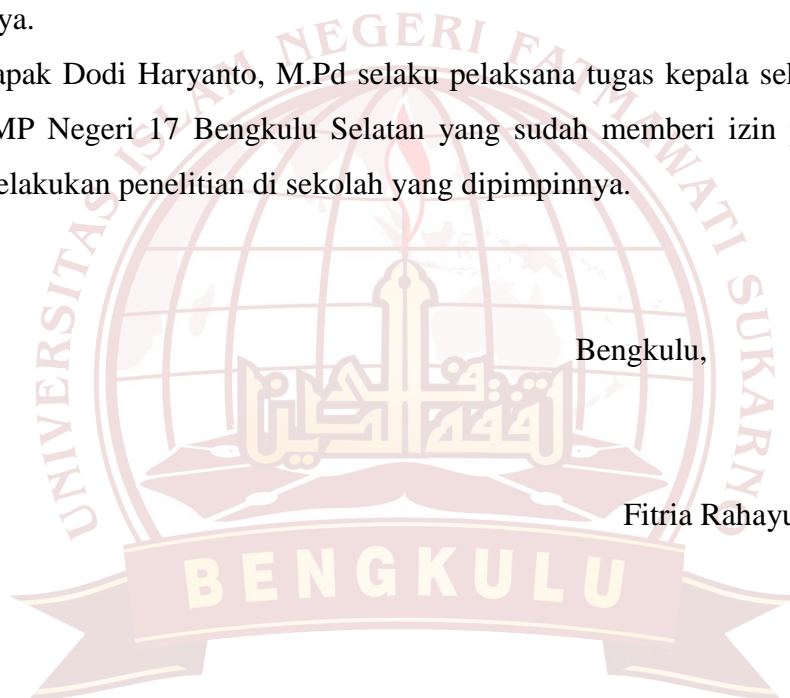 ya.
apak Dodi Haryanto, M.Pd selaku pelaksana tugas kepala sel
MP Negeri 17 Bengkulu Selatan yang sudah memberi izin
elakukan penelitian di sekolah yang dipimpinnya.
Bengkulu,
Fitria Rahayu
UNIVERSITAS ISLAM NEGERI FATMAWATI SUKARNO
BENGKULU